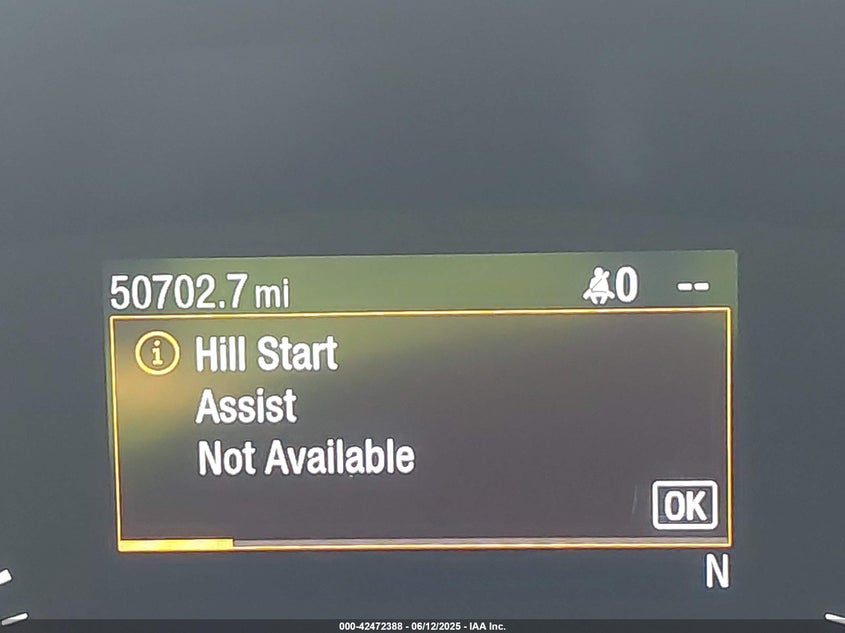 50702.7 mi 0 --
i Hill Start
Assist
Not Available
OK
N
000-42472388 - 06/12/2025 - IAA Inc.